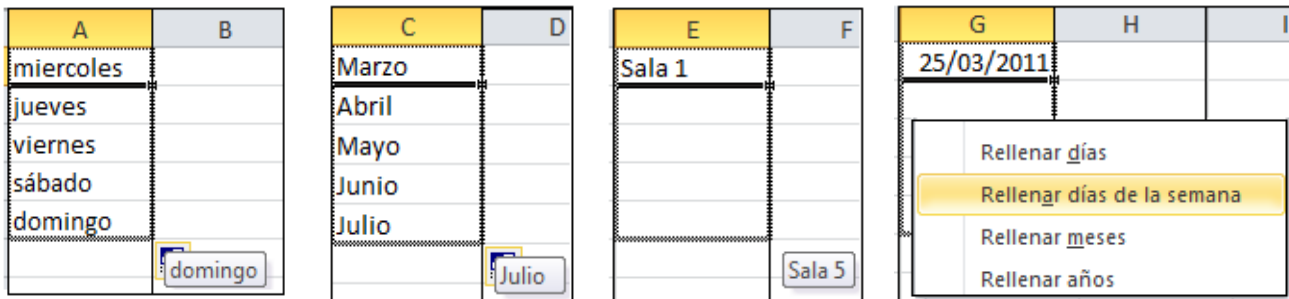 A B
miercoles
jueves
viernes
sábado
domingo
domingo
C D
Marzo
Abril
Mayo
Junio
Julio
Julio
E F
Sala 1
Sala 5
G H I
25/03/2011
Rellenar días
Rellenar días de la semana
Rellenar meses
Rellenar años